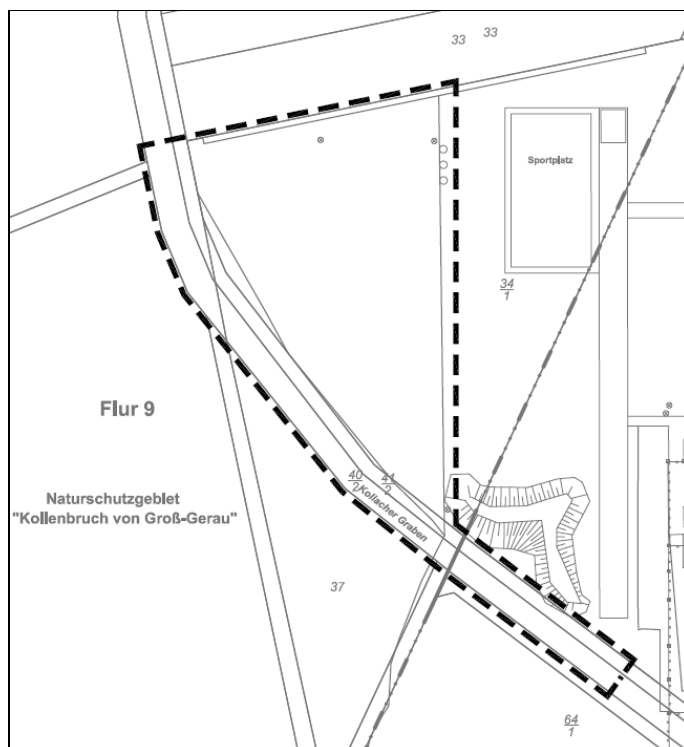 33 33
Sportplatz
34
1
Flur 9
40
2
41
2
Kollacher Graben
Naturschutzgebiet
"Kollenbruch von Groß-Gerau"
37
64
1